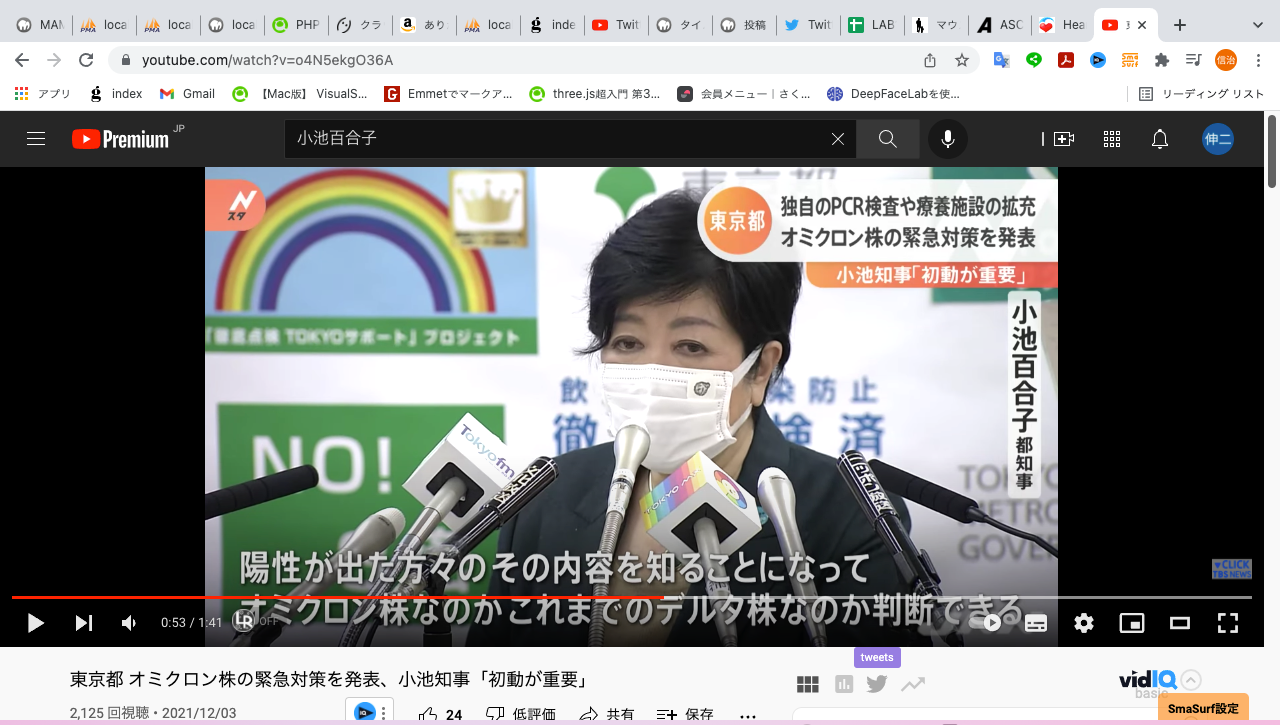 MAM
loca
loca
loca
PHP
クラ
あり
loca
inde
Twit
タイ
投稿
Twit
LAB
マウ
ASC
Hea
youtube.com/watch?v=o4N5ekgO36A
信治
アプリ
index
Gmail
【Mac版】 VisualS...
Emmetでマークア...
three.js超入門 第3...
会員メニュー｜さく...
DeepFaceLabを使...
リーディング リスト
Premium JP
小池百合子
伸二
N
スタ
東京都
独自のPCR検査や療養施設の拡充
オミクロン株の緊急対策を発表
小池知事「初動が重要」
小池百合子都知事
「徹底点検 TOKYOサポート」プロジェクト
NO!
飲
染防止
徹
検済
Tokyo fm
TOKYO MX
陽性が出た方々のその内容を知ることになって
オミクロン株なのかこれまでのデルタ株なのか判断できる
CLICK
TBS NEWS
0:53 / 1:41
LR OFF
東京都 オミクロン株の緊急対策を発表、小池知事「初動が重要」
tweets
vidIQ
basic
2,125 回視聴・2021/12/03
24
低評価
共有
保存
SmaSurf設定